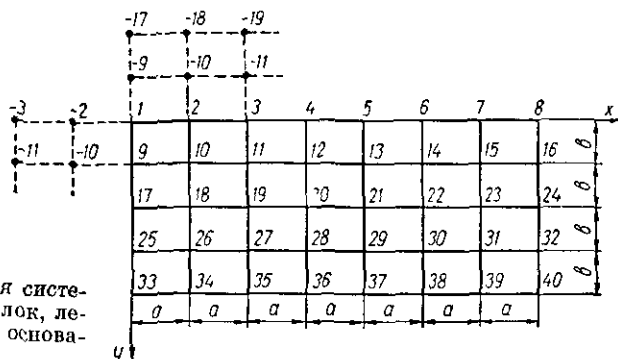 -17 -18 -19
-9 -10 -11
-3 -2 1 2 3 4 5 6 7 8 x
-11 -10 9 10 11 12 13 14 15 16 в
17 18 19 20 21 22 23 24 в
25 26 27 28 29 30 31 32 в
33 34 35 36 37 38 39 40 в
a a a a a a a
y
я систе-
лок, ле-
основа-